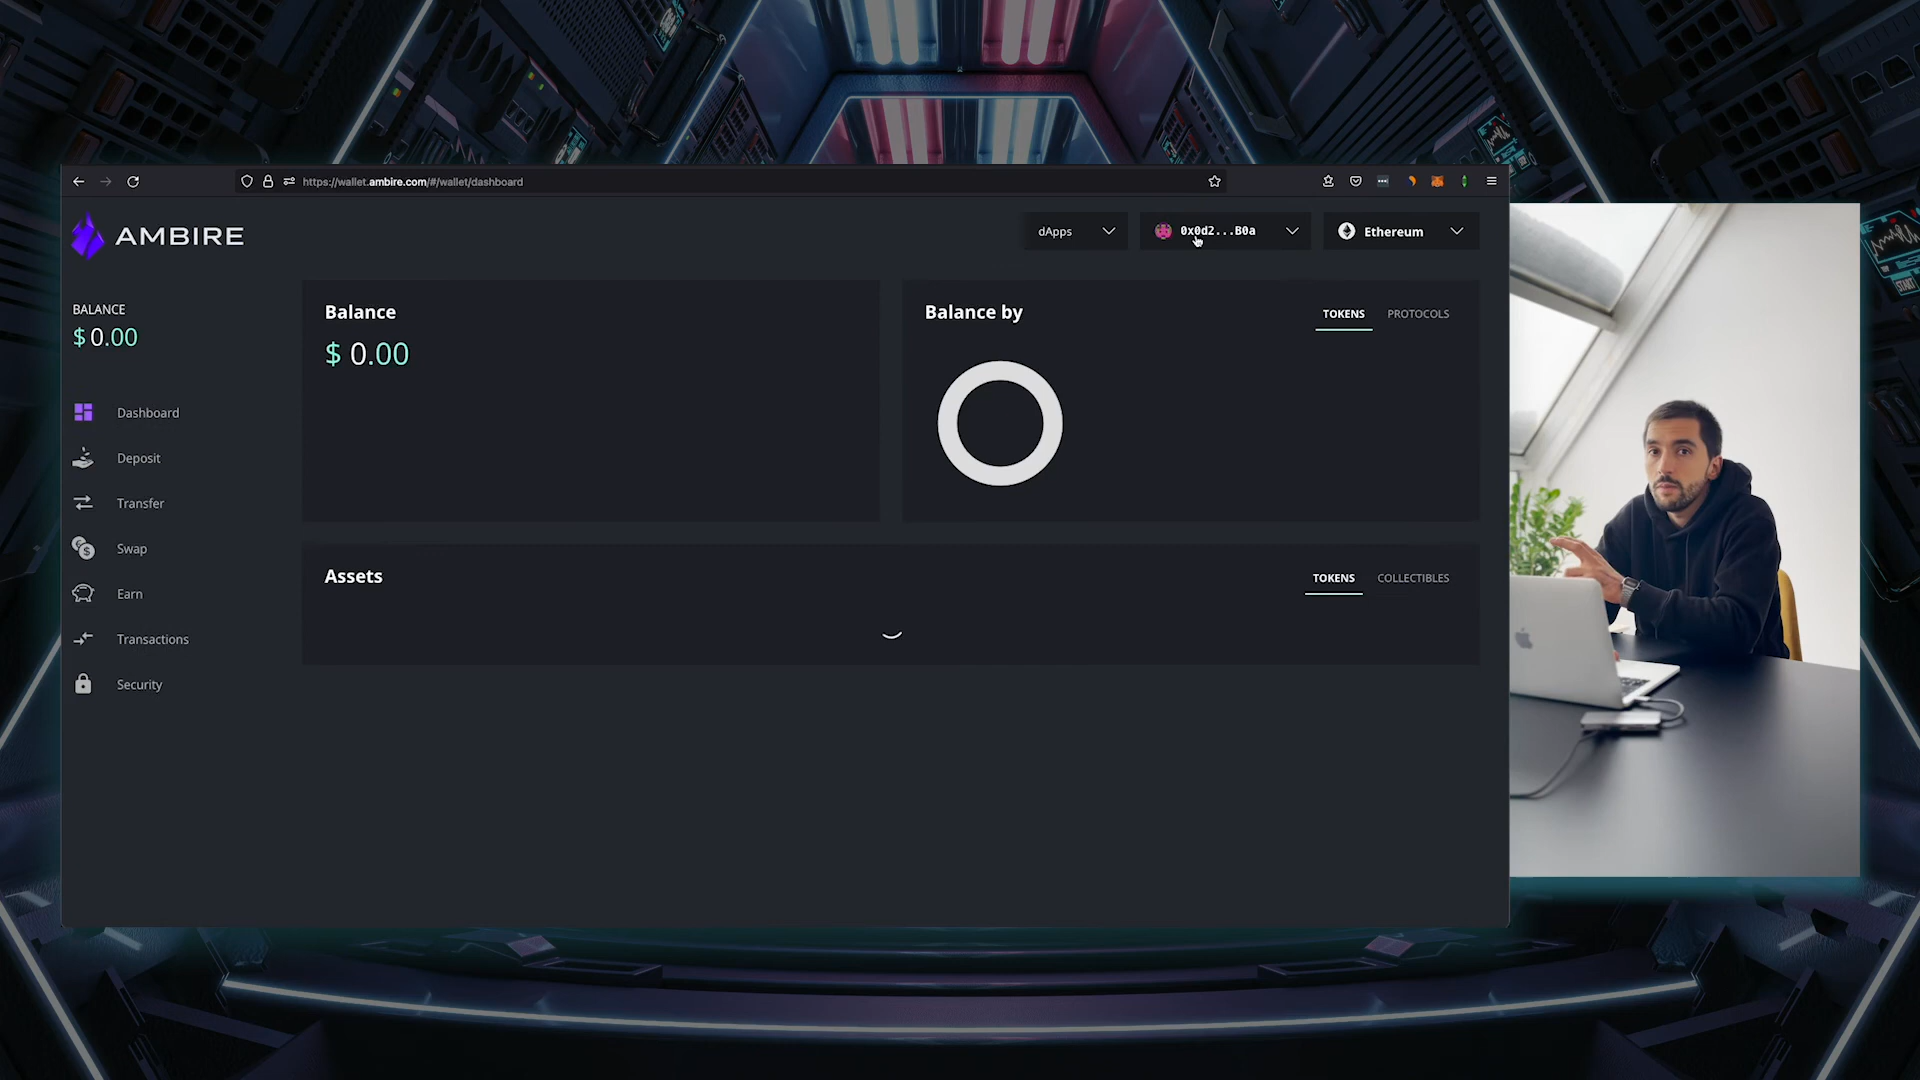 https://wallet.ambire.com/#/wallet/dashboard
AMBIRE
dApps
0x0d2...B0a
Ethereum
BALANCE
$ 0.00
Dashboard
Deposit
Transfer
Swap
Earn
Transactions
Security
Balance
$ 0.00
Balance by
TOKENS
PROTOCOLS
Assets
TOKENS
COLLECTIBLES
START